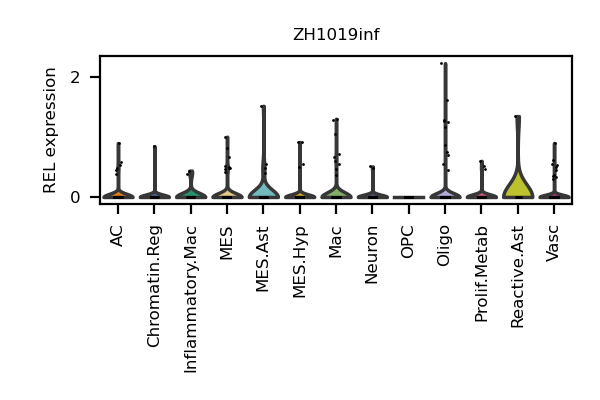 ZH1019inf
REL expression
2
0
AC
Chromatin.Reg
Inflammatory.Mac
MES
MES.Ast
MES.Hyp
Mac
Neuron
OPC
Oligo
Prolif.Metab
Reactive.Ast
Vasc